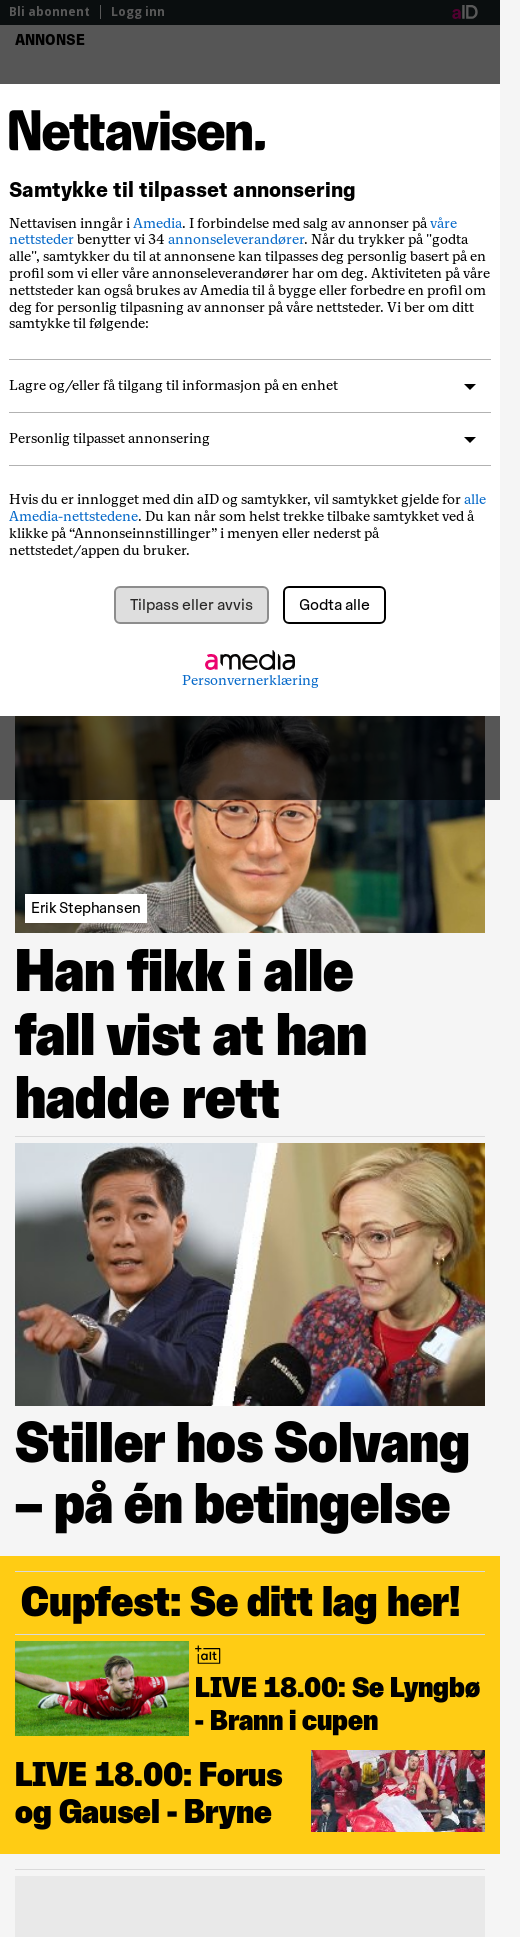 Bli abonnent | Logg inn
aID
ANNONSE
Nettavisen.
Samtykke til tilpasset annonsering
Nettavisen inngår i Amedia. I forbindelse med salg av annonser på våre
nettsteder benytter vi 34 annonseleverandører. Når du trykker på "godta
alle", samtykker du til at annonsene kan tilpasses deg personlig basert på en
profil som vi eller våre annonseleverandører har om deg. Aktiviteten på våre
nettsteder kan også brukes av Amedia til å bygge eller forbedre en profil om
deg for personlig tilpasning av annonser på våre nettsteder. Vi ber om ditt
samtykke til følgende:
Lagre og/eller få tilgang til informasjon på en enhet
Personlig tilpasset annonsering
Hvis du er innlogget med din aID og samtykker, vil samtykket gjelde for alle
Amedia-nettstedene. Du kan når som helst trekke tilbake samtykket ved å
klikke på “Annonseinnstillinger” i menyen eller nederst på
nettstedet/appen du bruker.
Tilpass eller avvis
Godta alle
amedia
Personvernerklæring
Erik Stephansen
Han fikk i alle
fall vist at han
hadde rett
Nettavisen
Stiller hos Solvang
– på én betingelse
Cupfest: Se ditt lag her!
+alt
LIVE 18.00: Se Lyngbø
- Brann i cupen
LIVE 18.00: Forus
og Gausel - Bryne